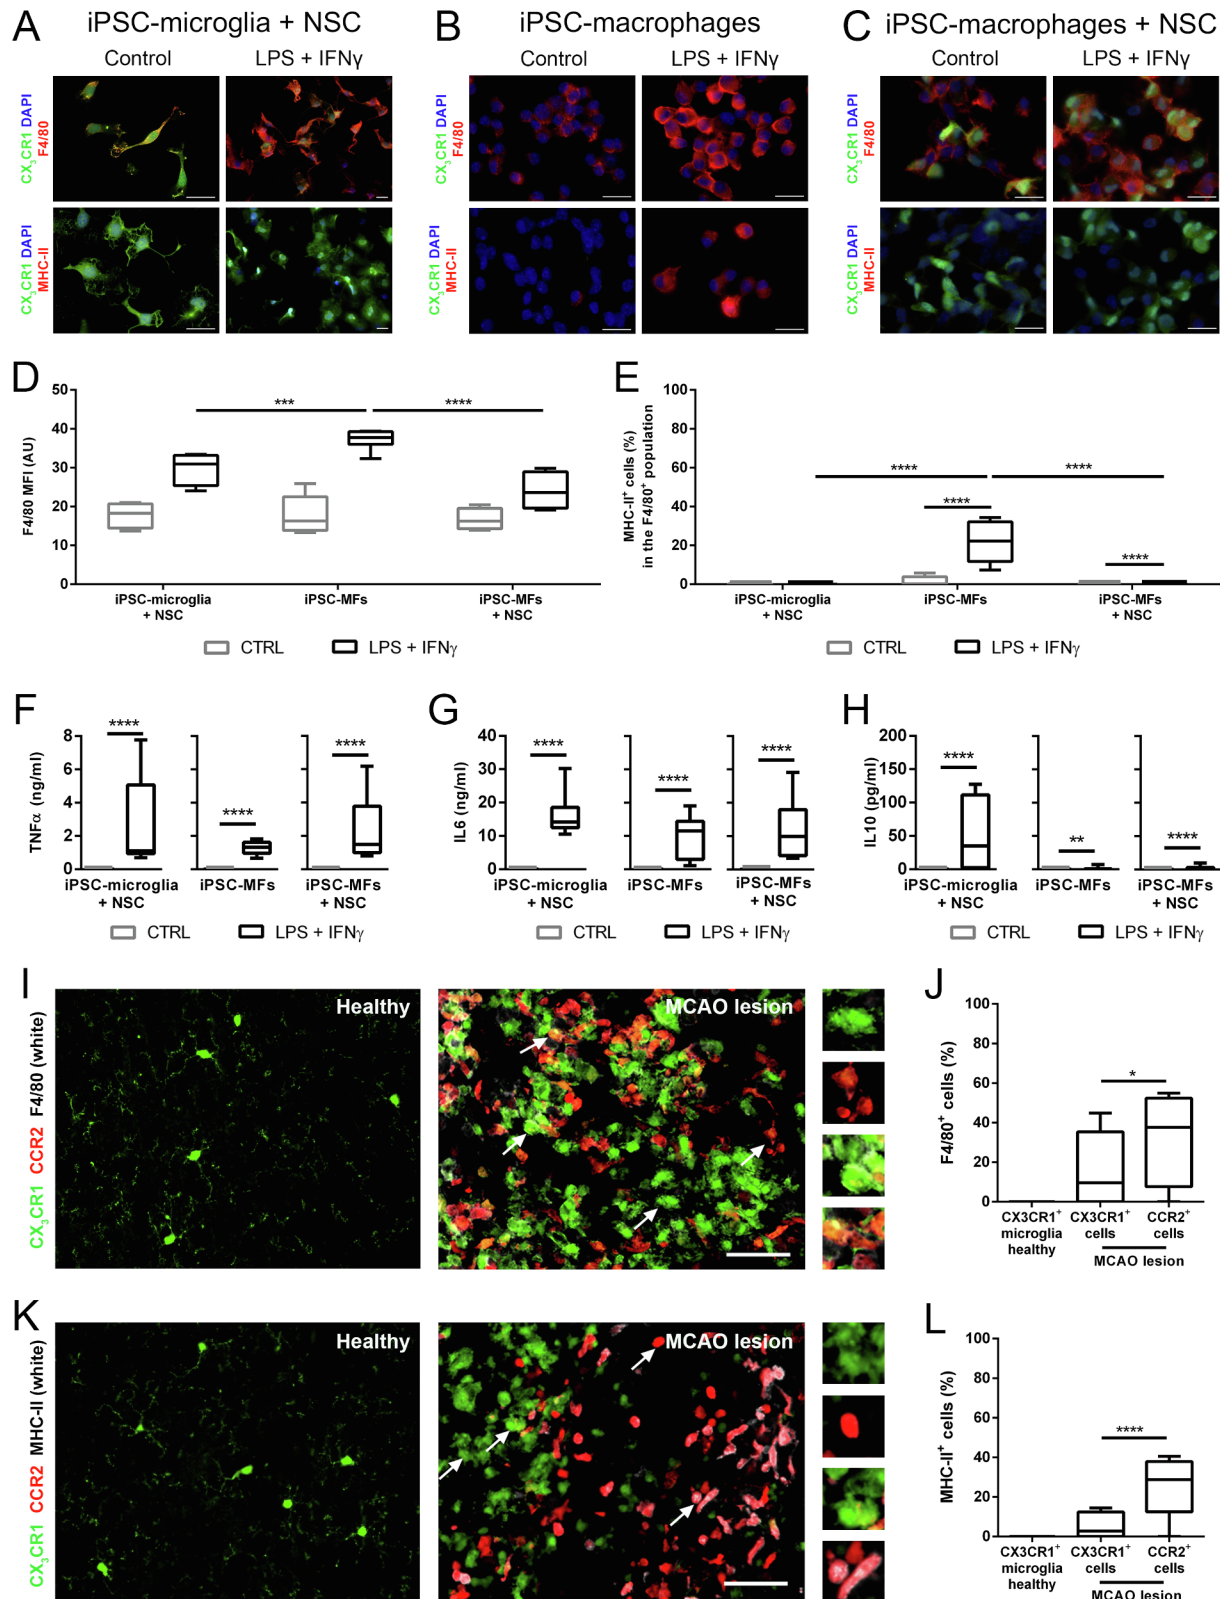 A iPSC-microglia + NSC
Control LPS + IFNγ
CX3CR1 DAPI
F4/80
CX3CR1 DAPI
MHC-II
B iPSC-macrophages
Control LPS + IFNγ
CX3CR1 DAPI
F4/80
CX3CR1 DAPI
MHC-II
C iPSC-macrophages + NSC
Control LPS + IFNγ
CX3CR1 DAPI
F4/80
CX3CR1 DAPI
MHC-II
D
F4/80 MFI (AU)
50
40
30
20
10
0
*** ****
iPSC-microglia
+ NSC
iPSC-MFs
iPSC-MFs
+ NSC
CTRL LPS + IFNγ
E
MHC-II+ cells (%)
in the F4/80+ population
100
80
60
40
20
0
**** ****
****
****
iPSC-microglia
+ NSC
iPSC-MFs
iPSC-MFs
+ NSC
CTRL LPS + IFNγ
F
TNFα (ng/ml)
8
6
4
2
0
**** **** ****
iPSC-microglia
+ NSC
iPSC-MFs
iPSC-MFs
+ NSC
CTRL LPS + IFNγ
G
IL6 (ng/ml)
40
30
20
10
0
**** **** ****
iPSC-microglia
+ NSC
iPSC-MFs
iPSC-MFs
+ NSC
CTRL LPS + IFNγ
H
IL10 (pg/ml)
200
150
100
50
0
**** ** ****
iPSC-microglia
+ NSC
iPSC-MFs
iPSC-MFs
+ NSC
CTRL LPS + IFNγ
I
CX3CR1 CCR2 F4/80 (white)
Healthy
MCAO lesion
J
F4/80+ cells (%)
100
80
60
40
20
0
*
CX3CR1+
microglia
healthy
CX3CR1+
cells
CCR2+
cells
MCAO lesion
K
CX3CR1 CCR2 MHC-II (white)
Healthy
MCAO lesion
L
MHC-II+ cells (%)
100
80
60
40
20
0
****
CX3CR1+
microglia
healthy
CX3CR1+
cells
CCR2+
cells
MCAO lesion